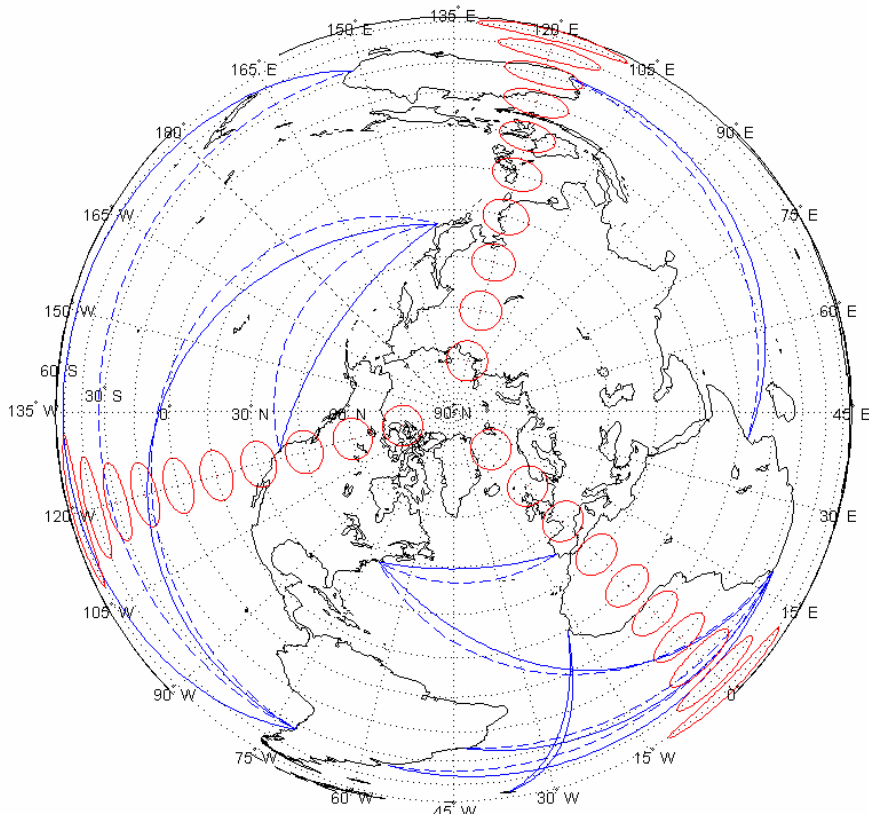 135° E
150° E
120° E
165° E
105° E
180°
90° E
165° W
75° E
150° W
60° E
60° S
30° S
135° W
0°
30° N
60° N
90° N
45° E
120° W
30° E
105° W
15° E
90° W
0°
75° W
15° W
60° W
30° W
45° W